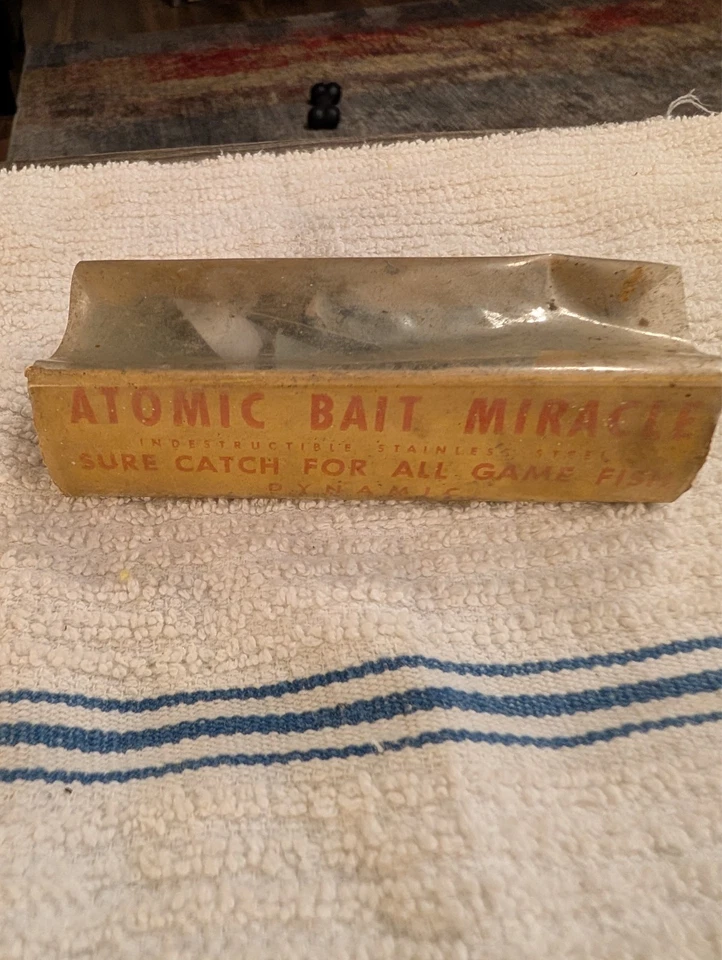 ATOMIC BAIT MIRACLE
INDESTRUCTIBLE STAINLESS STEEL
SURE CATCH FOR ALL GAME FISH
DYNAMIC